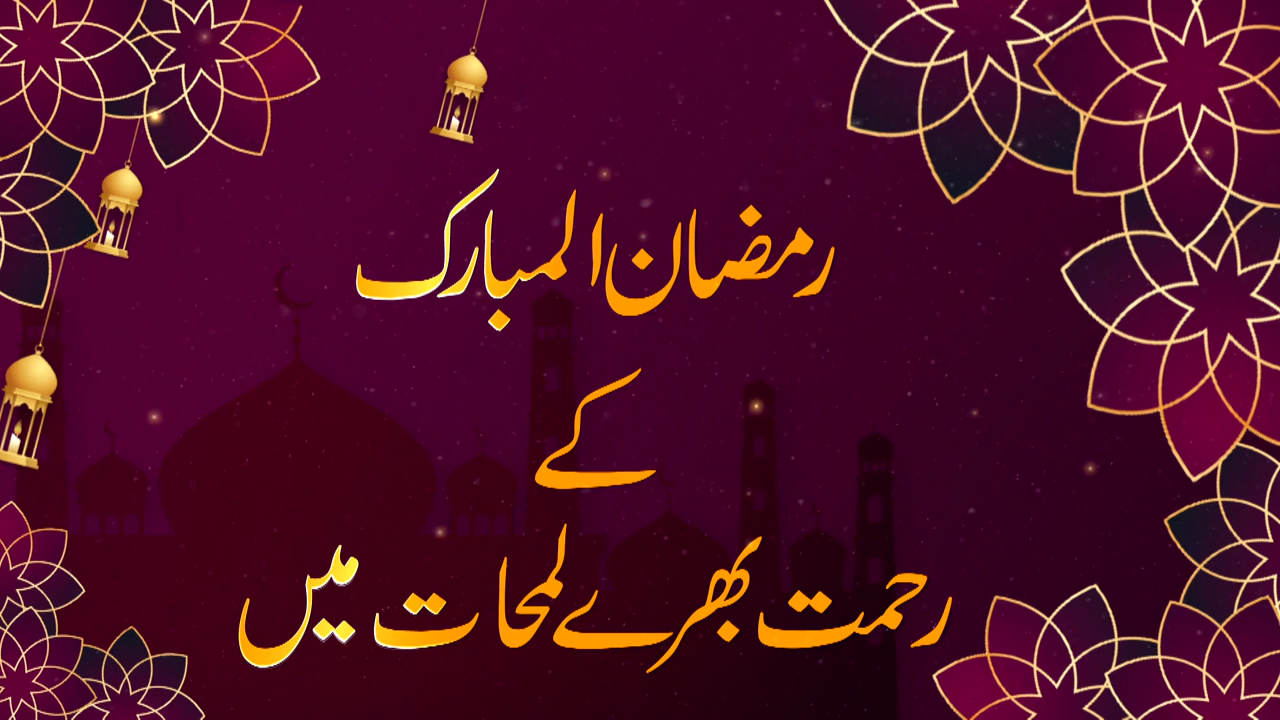 رمضان المبارک
کے
رحمت بھرے لمحات میں